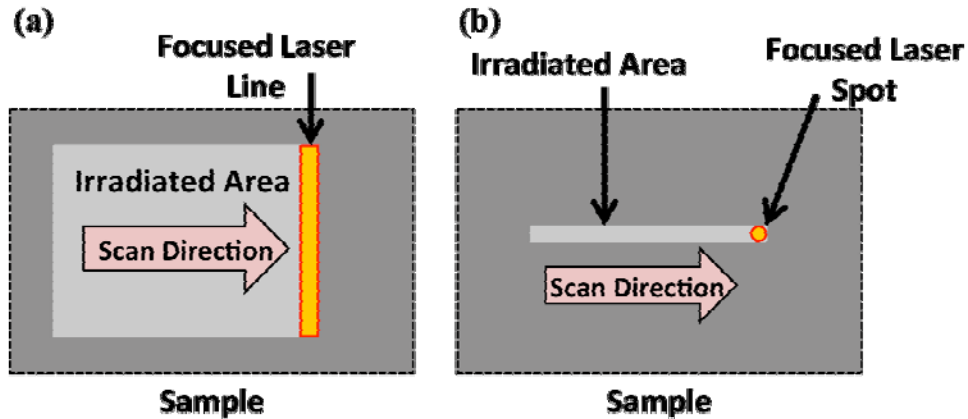 (a)
Focused Laser
Line
Irradiated Area
Scan Direction
Sample
(b)
Irradiated Area
Focused Laser
Spot
Scan Direction
Sample